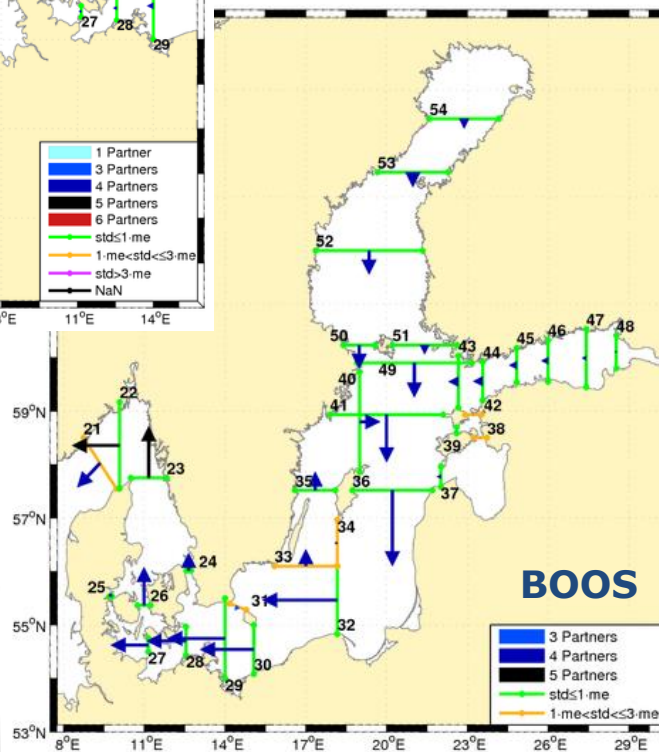 27
28
29
1 Partner
3 Partners
4 Partners
5 Partners
6 Partners
std≤1·me
1·me<std<≤3·me
std>3·me
NaN
11°E
14°E
54
53
52
50
51
49
43
44
45
46
47
48
40
41
42
39
38
37
36
35
34
33
22
21
23
24
25
26
27
28
29
30
31
32
59°N
57°N
55°N
53°N
BOOS
3 Partners
4 Partners
5 Partners
std≤1·me
1·me<std<≤3·me
8°E
11°E
14°E
17°E
20°E
23°E
26°E
29°E